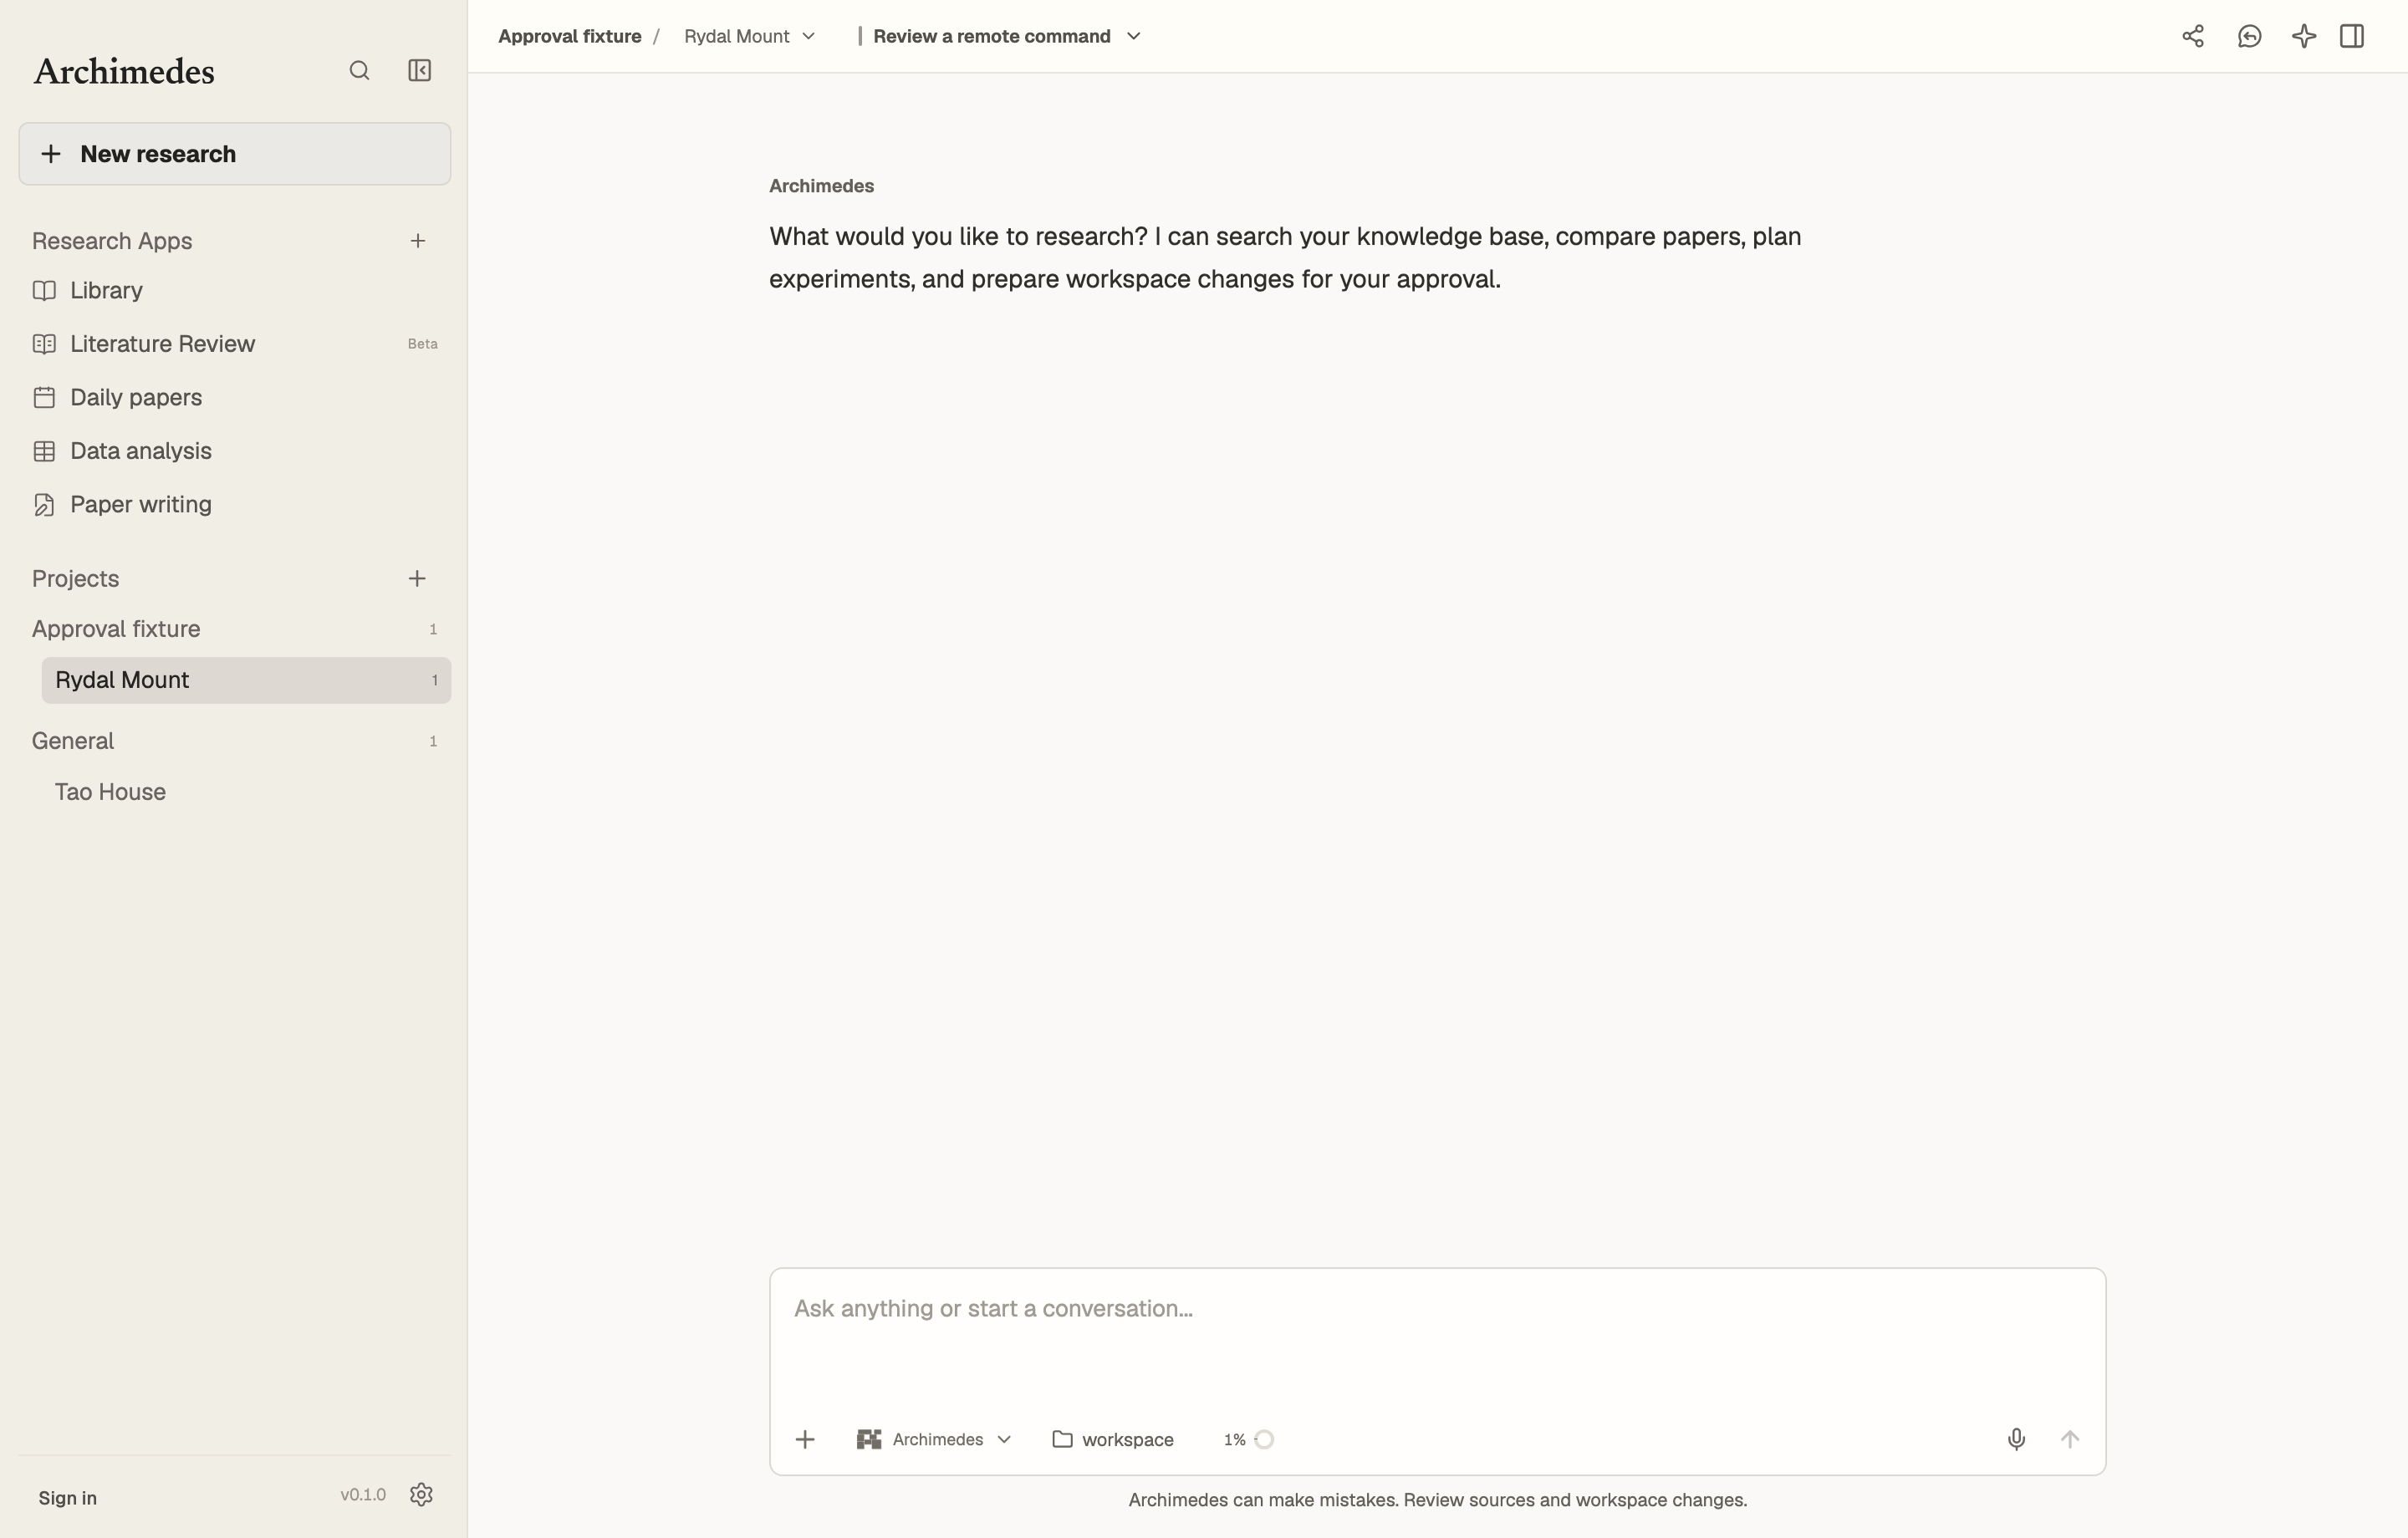 Archimedes
New research
Research Apps
Library
Literature Review
Beta
Daily papers
Data analysis
Paper writing
Projects
Approval fixture
1
Rydal Mount
1
General
1
Tao House
Sign in
v0.1.0
Approval fixture / Rydal Mount
Review a remote command
Archimedes
What would you like to research? I can search your knowledge base, compare papers, plan
experiments, and prepare workspace changes for your approval.
Ask anything or start a conversation...
Archimedes
workspace
1%
Archimedes can make mistakes. Review sources and workspace changes.